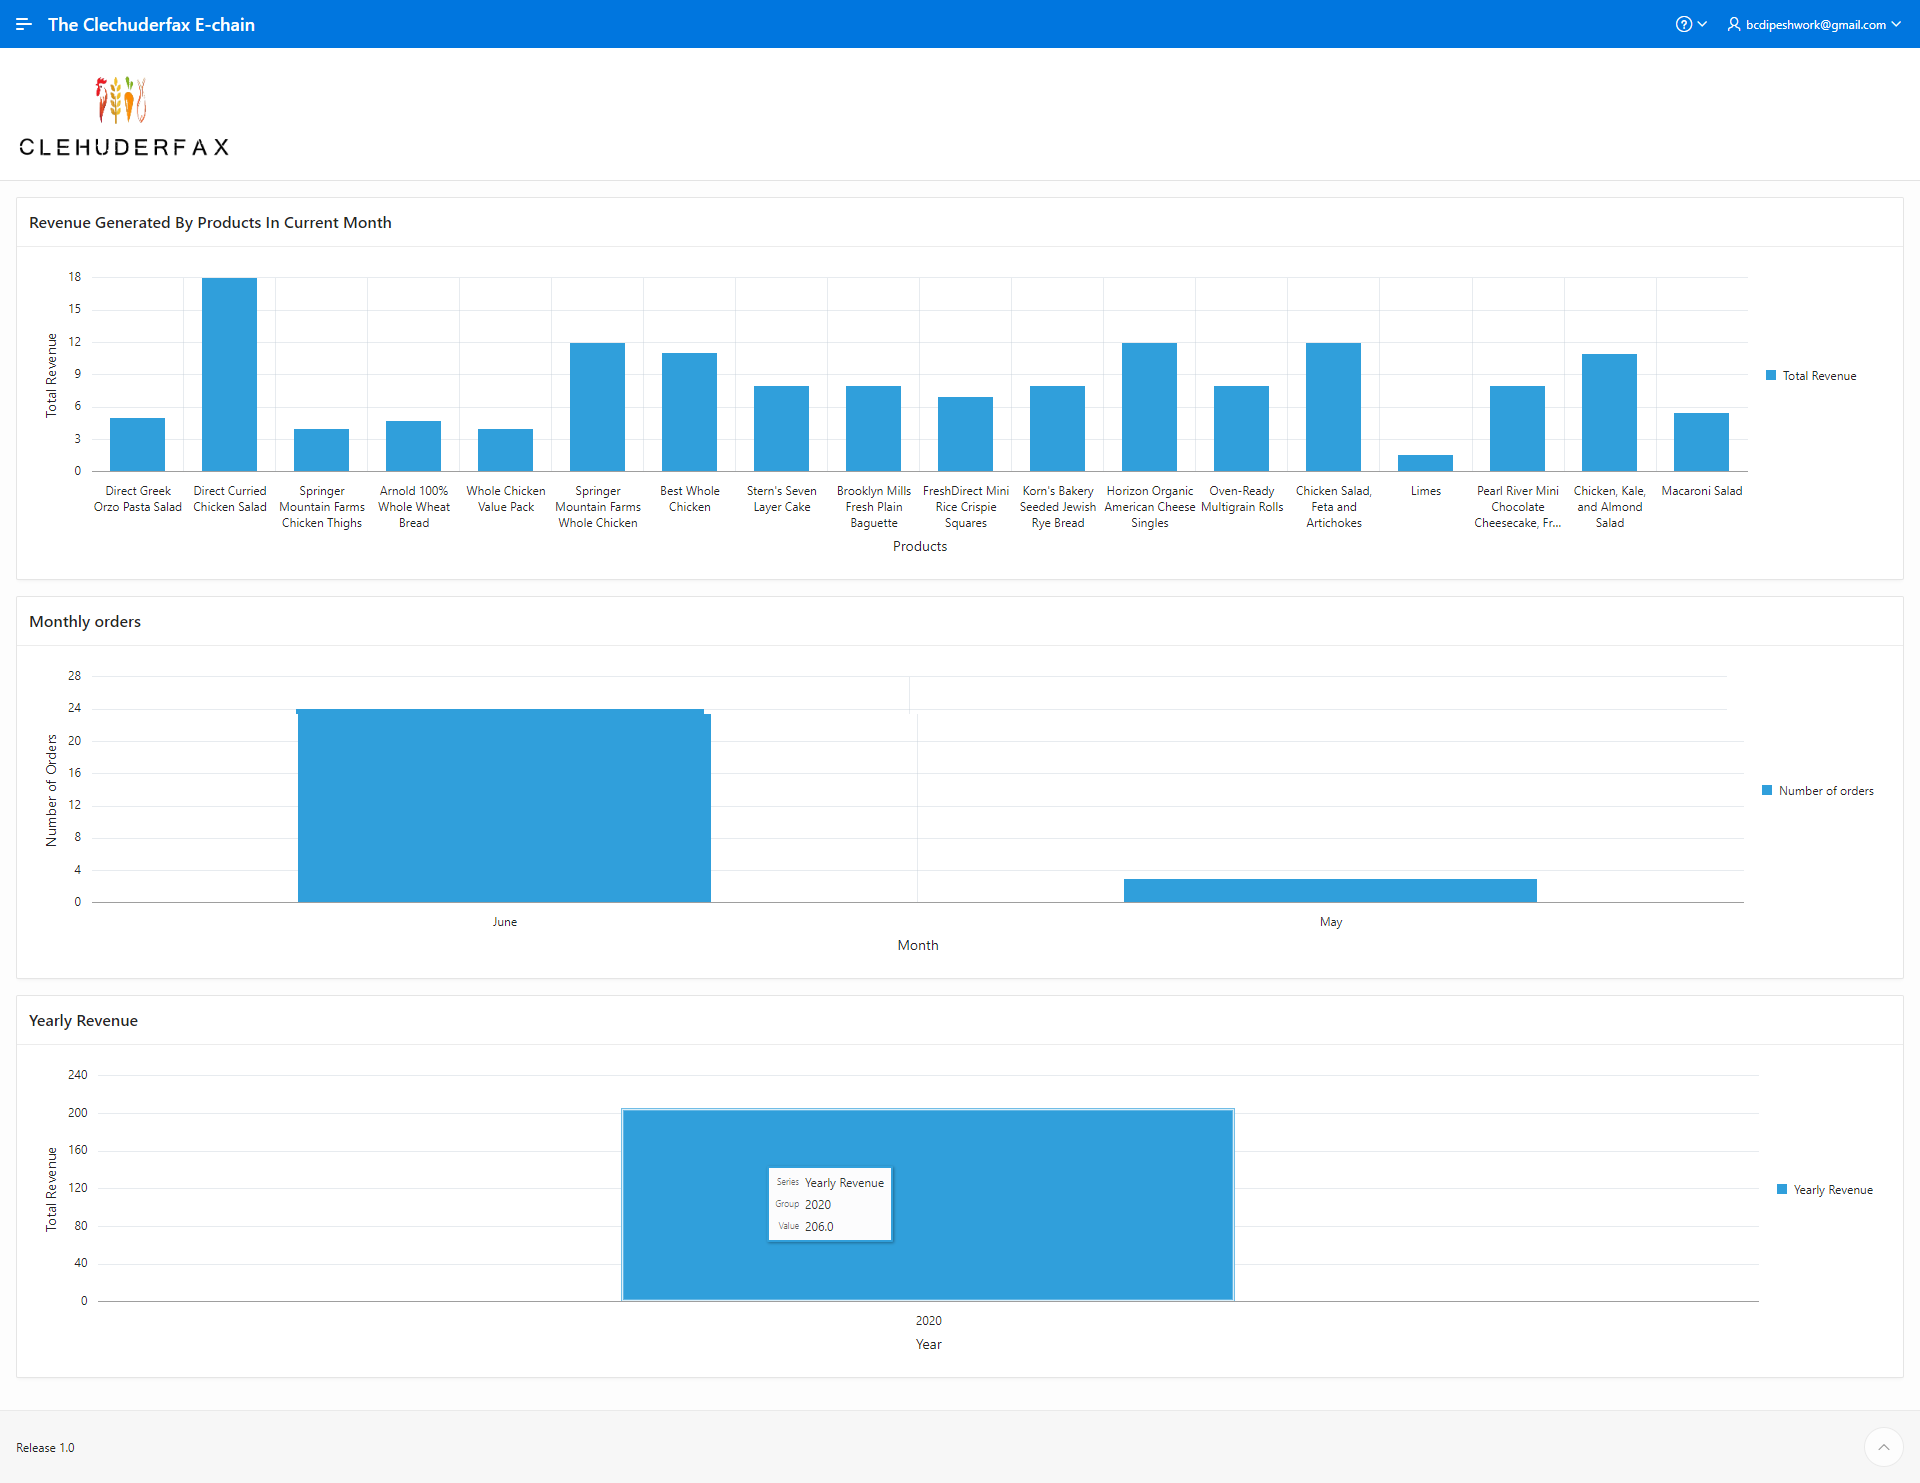 The Clechuderfax E-chain
bcdipeshwork@gmail.com
CLEHUDERFAX
Revenue Generated By Products In Current Month
18
15
12
9
6
3
0
Total Revenue
Direct Greek
Orzo Pasta Salad
Direct Curried
Chicken Salad
Springer
Mountain Farms
Chicken Thighs
Arnold 100%
Whole Wheat
Bread
Whole Chicken
Value Pack
Springer
Mountain Farms
Whole Chicken
Best Whole
Chicken
Stern's Seven
Layer Cake
Brooklyn Mills
Fresh Plain
Baguette
FreshDirect Mini
Rice Crispie
Squares
Korn's Bakery
Seeded Jewish
Rye Bread
Horizon Organic
American Cheese
Singles
Oven-Ready
Multigrain Rolls
Chicken Salad,
Feta and
Artichokes
Limes
Pearl River Mini
Chocolate
Cheesecake, Fr...
Chicken, Kale,
and Almond
Salad
Macaroni Salad
Products
Total Revenue
Monthly orders
28
24
20
16
12
8
4
0
Number of Orders
June
May
Month
Number of orders
Yearly Revenue
240
200
160
120
80
40
0
Total Revenue
Series Yearly Revenue
Group 2020
Value 206.0
2020
Year
Yearly Revenue
Release 1.0